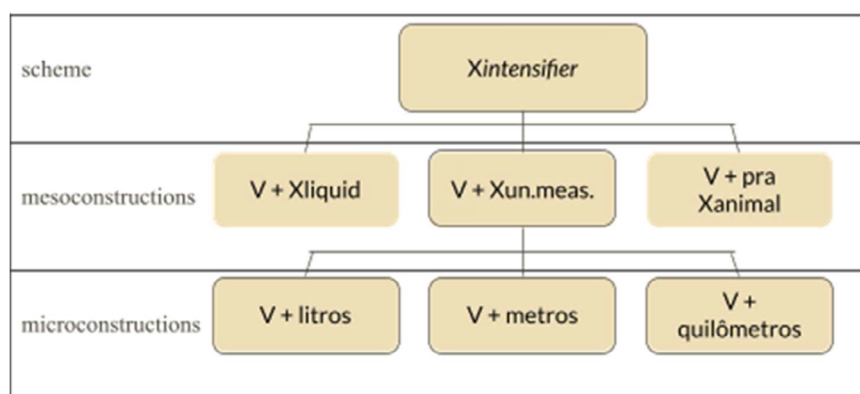 scheme
Xintensifier
mesoconstructions
V + Xliquid
V + Xun.meas.
V + pra
Xanimal
microconstructions
V + litros
V + metros
V +
quilômetros